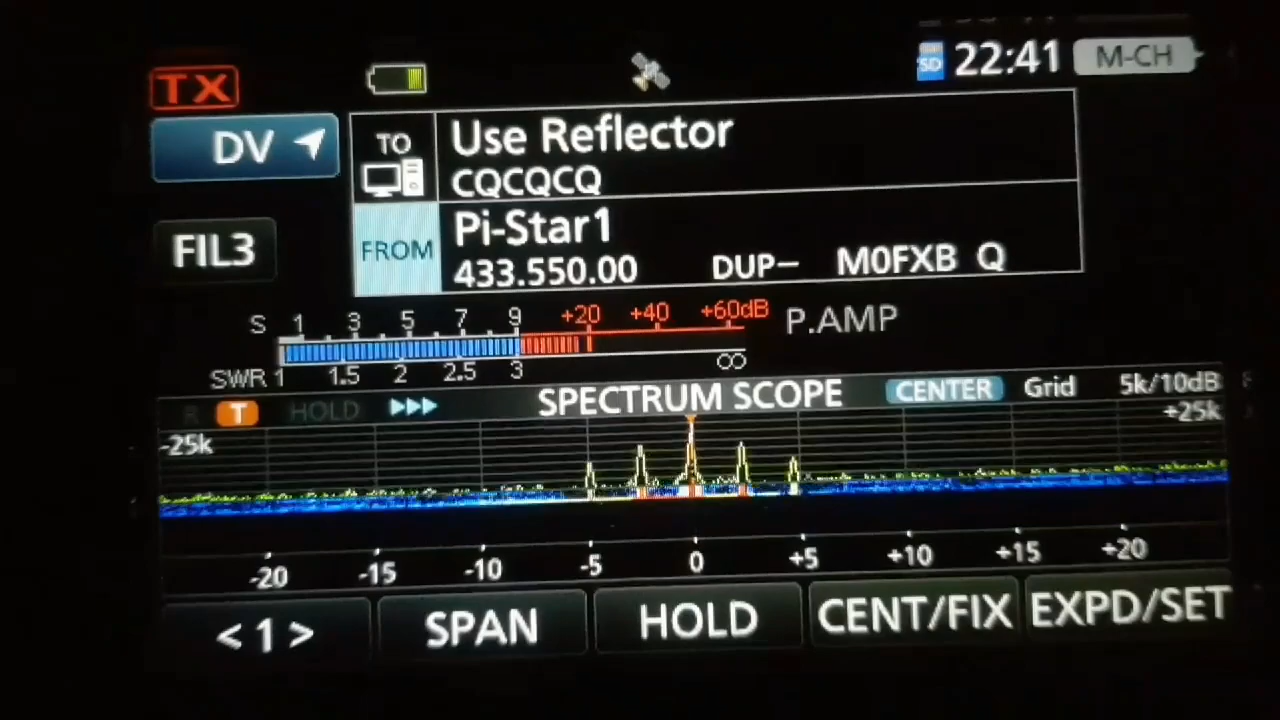 TX
SD 22:41 M-CH
DV
TO Use Reflector
CQCQCQ
FIL3
FROM Pi-Star1
433.550.00 DUP– M0FXB Q
S 1 3 5 7 9 +20 +40 +60dB P.AMP
SWR 1 1.5 2 2.5 3 ∞
R T HOLD SPECTRUM SCOPE CENTER Grid 5k/10dB
-25k +25k
-20 -15 -10 -5 0 +5 +10 +15 +20
< 1 > SPAN HOLD CENT/FIX EXPD/SET